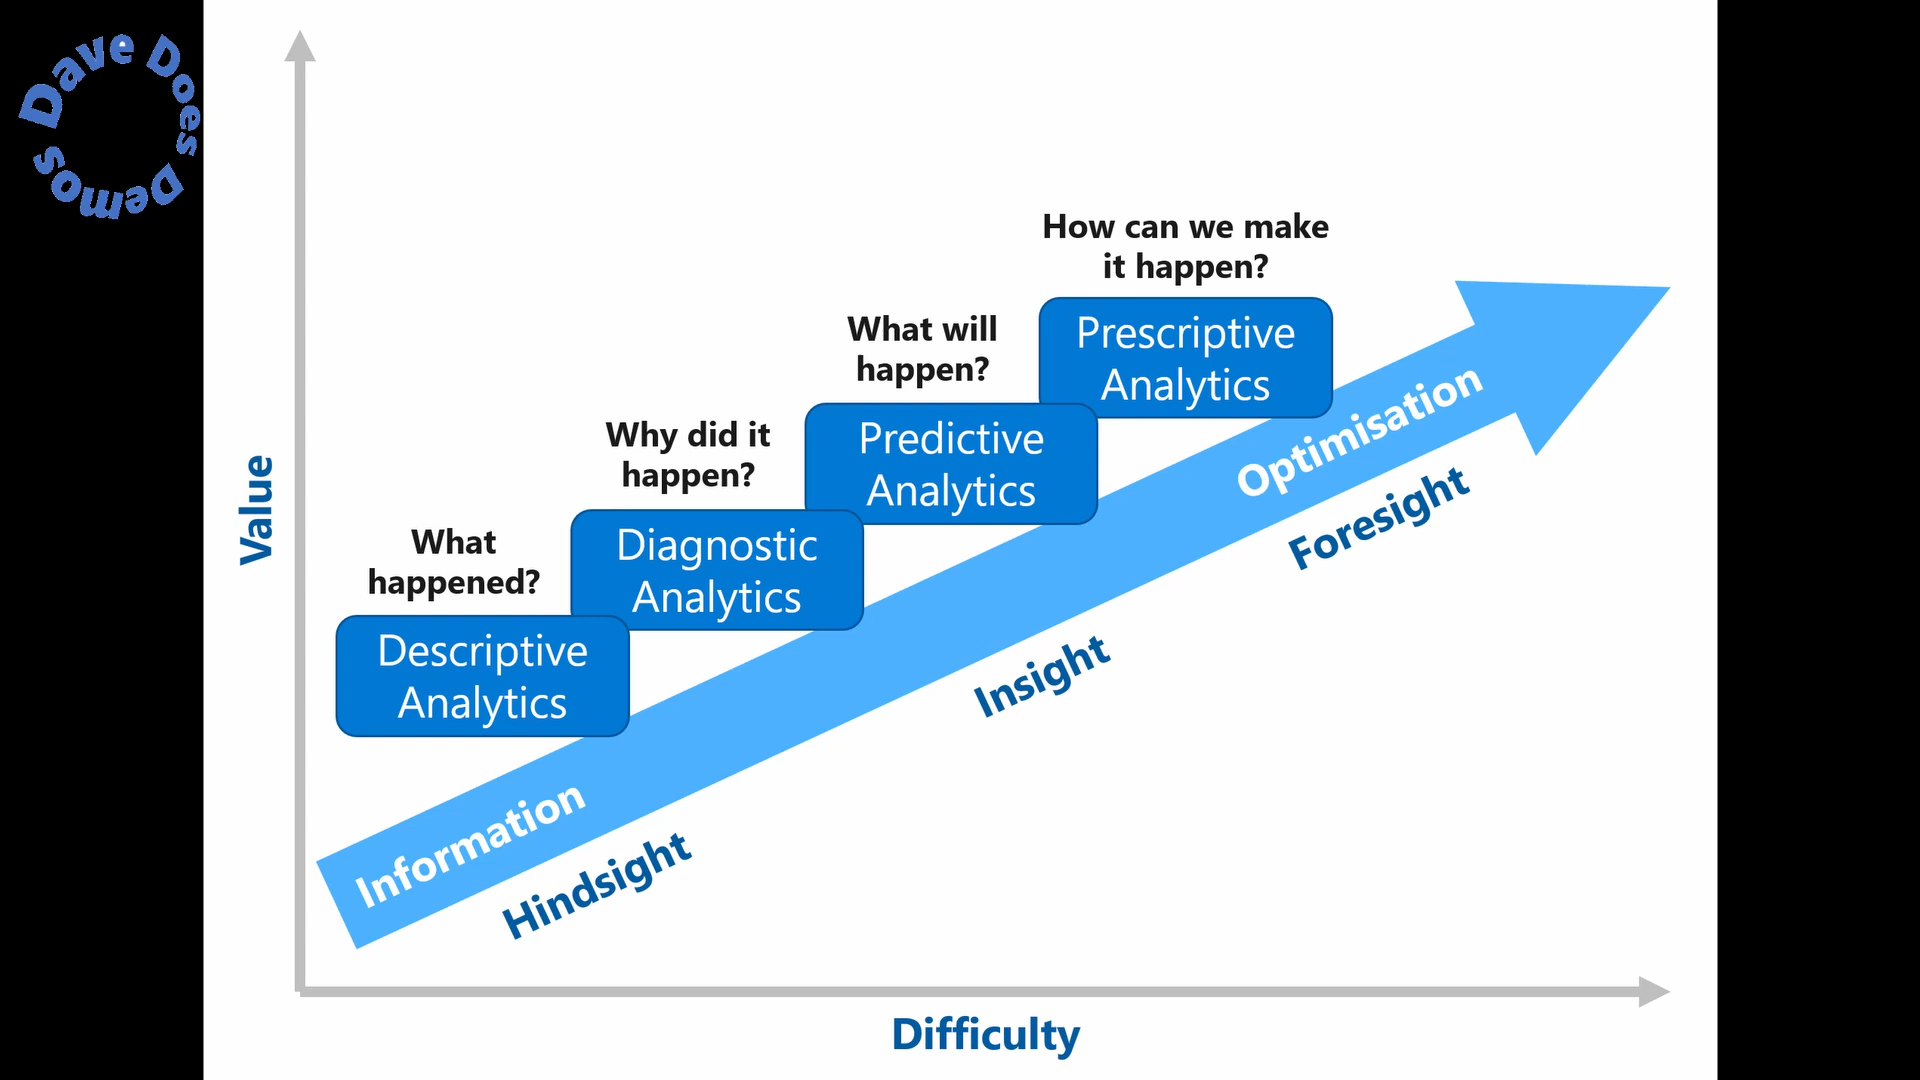 Dave Does Demos
How can we make
it happen?
Prescriptive
Analytics
What will
happen?
Predictive
Analytics
Why did it
happen?
Diagnostic
Analytics
What
happened?
Descriptive
Analytics
Optimisation
Foresight
Insight
Information
Hindsight
Value
Difficulty